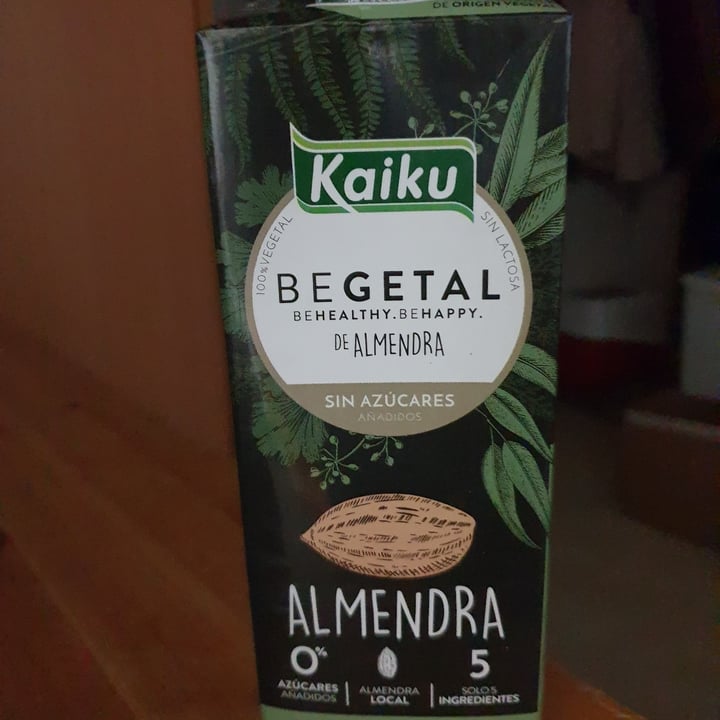 DE ORIGEN VEGETAL
Kaiku
100% VEGETAL
SIN LACTOSA
BEGETAL
BEHEALTHY.BEHAPPY.
DE ALMENDRA
SIN AZÚCARES
AÑADIDOS
ALMENDRA
0%
AZÚCARES
AÑADIDOS
ALMENDRA
LOCAL
5
SOLO 5
INGREDIENTES